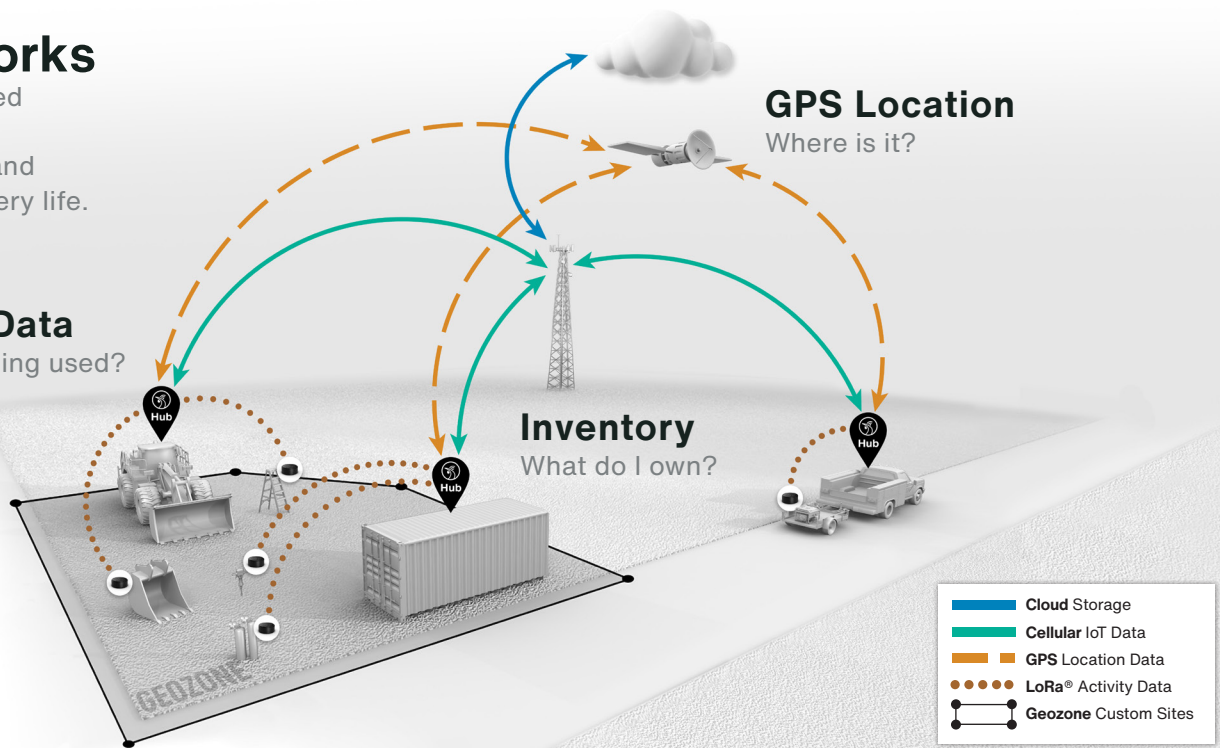 orks
ed
and
ery life.
GPS Location
Where is it?
Data
ing used?
Hub
Inventory
What do I own?
Hub
Hub
GEOZONE
Cloud Storage
Cellular IoT Data
GPS Location Data
LoRa® Activity Data
Geozone Custom Sites